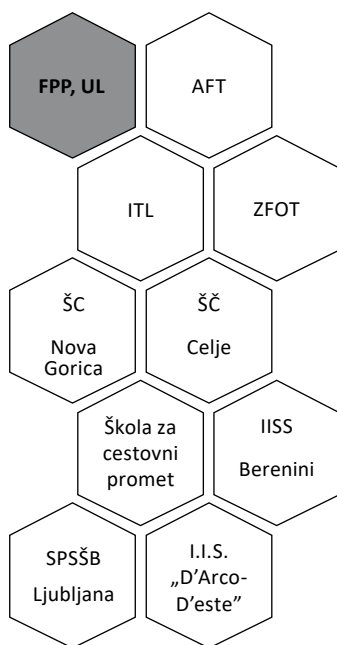 FPP, UL
AFT
ITL
ZFOT
ŠC
Nova
Gorica
ŠČ
Celje
Škola za
cestovni
promet
IISS
Berenini
SPSŠB
Ljubljana
I.I.S.
„D’Arco-
D’este”